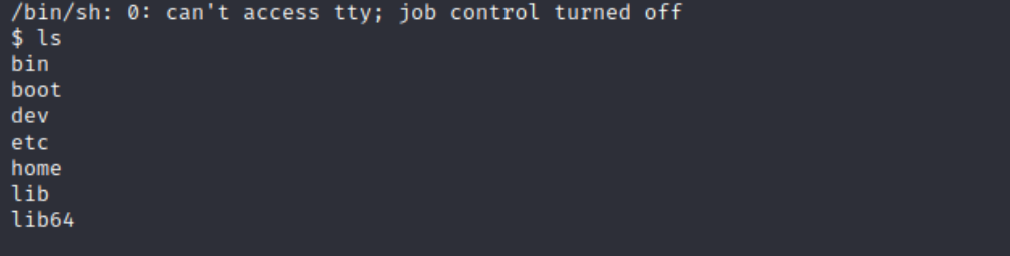 /bin/sh: 0: can't access tty; job control turned off
$ ls
bin
boot
dev
etc
home
lib
lib64